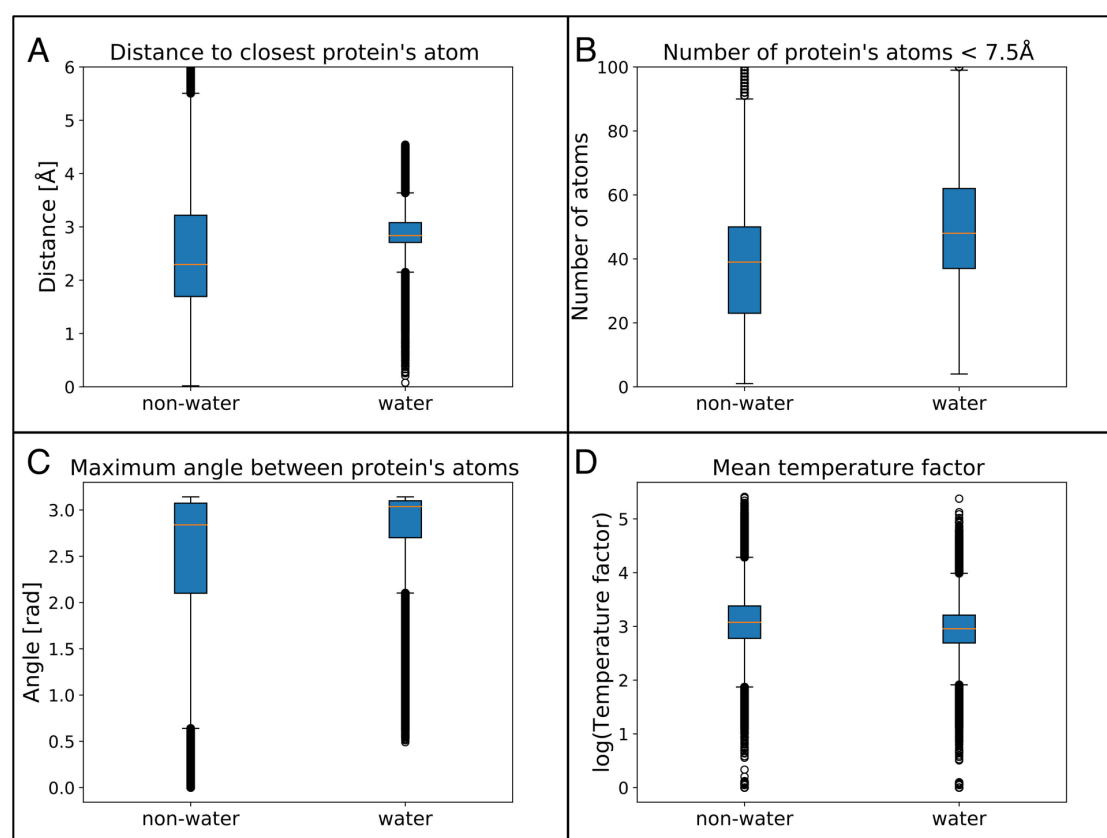 A
Distance to closest protein's atom
Distance [Å]
6
5
4
3
2
1
0
non-water
water
B
Number of protein's atoms < 7.5Å
Number of atoms
100
80
60
40
20
0
non-water
water
C
Maximum angle between protein's atoms
Angle [rad]
3.0
2.5
2.0
1.5
1.0
0.5
0.0
non-water
water
D
Mean temperature factor
log(Temperature factor)
5
4
3
2
1
0
non-water
water